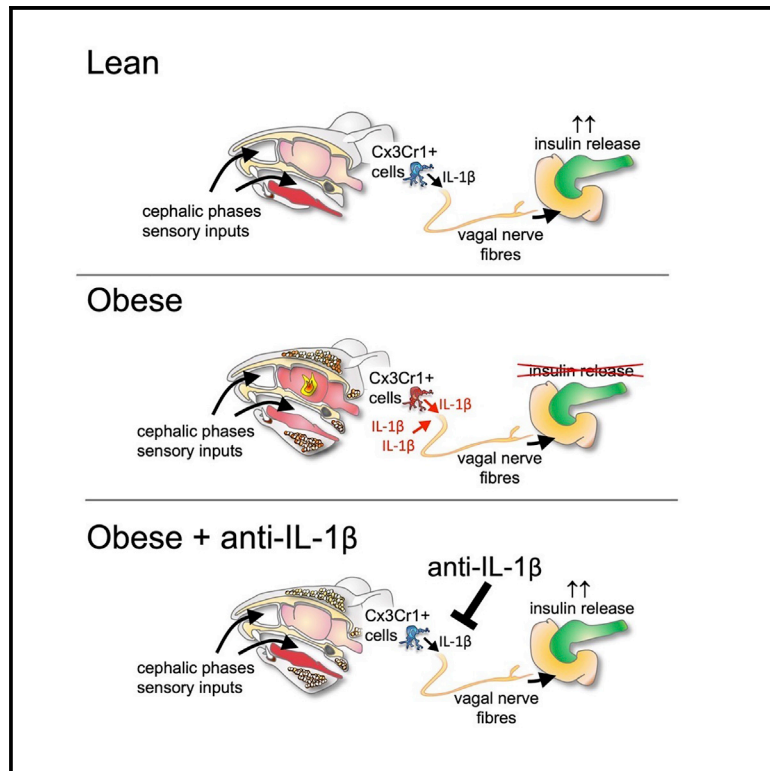 Lean
↑↑
insulin release
Cx3Cr1+
cells
IL-1β
cephalic phases
sensory inputs
vagal nerve
fibres
Obese
insulin release
Cx3Cr1+
cells
IL-1β
IL-1β
IL-1β
cephalic phases
sensory inputs
vagal nerve
fibres
Obese + anti-IL-1β
anti-IL-1β
↑↑
insulin release
Cx3Cr1+
cells
IL-1β
cephalic phases
sensory inputs
vagal nerve
fibres